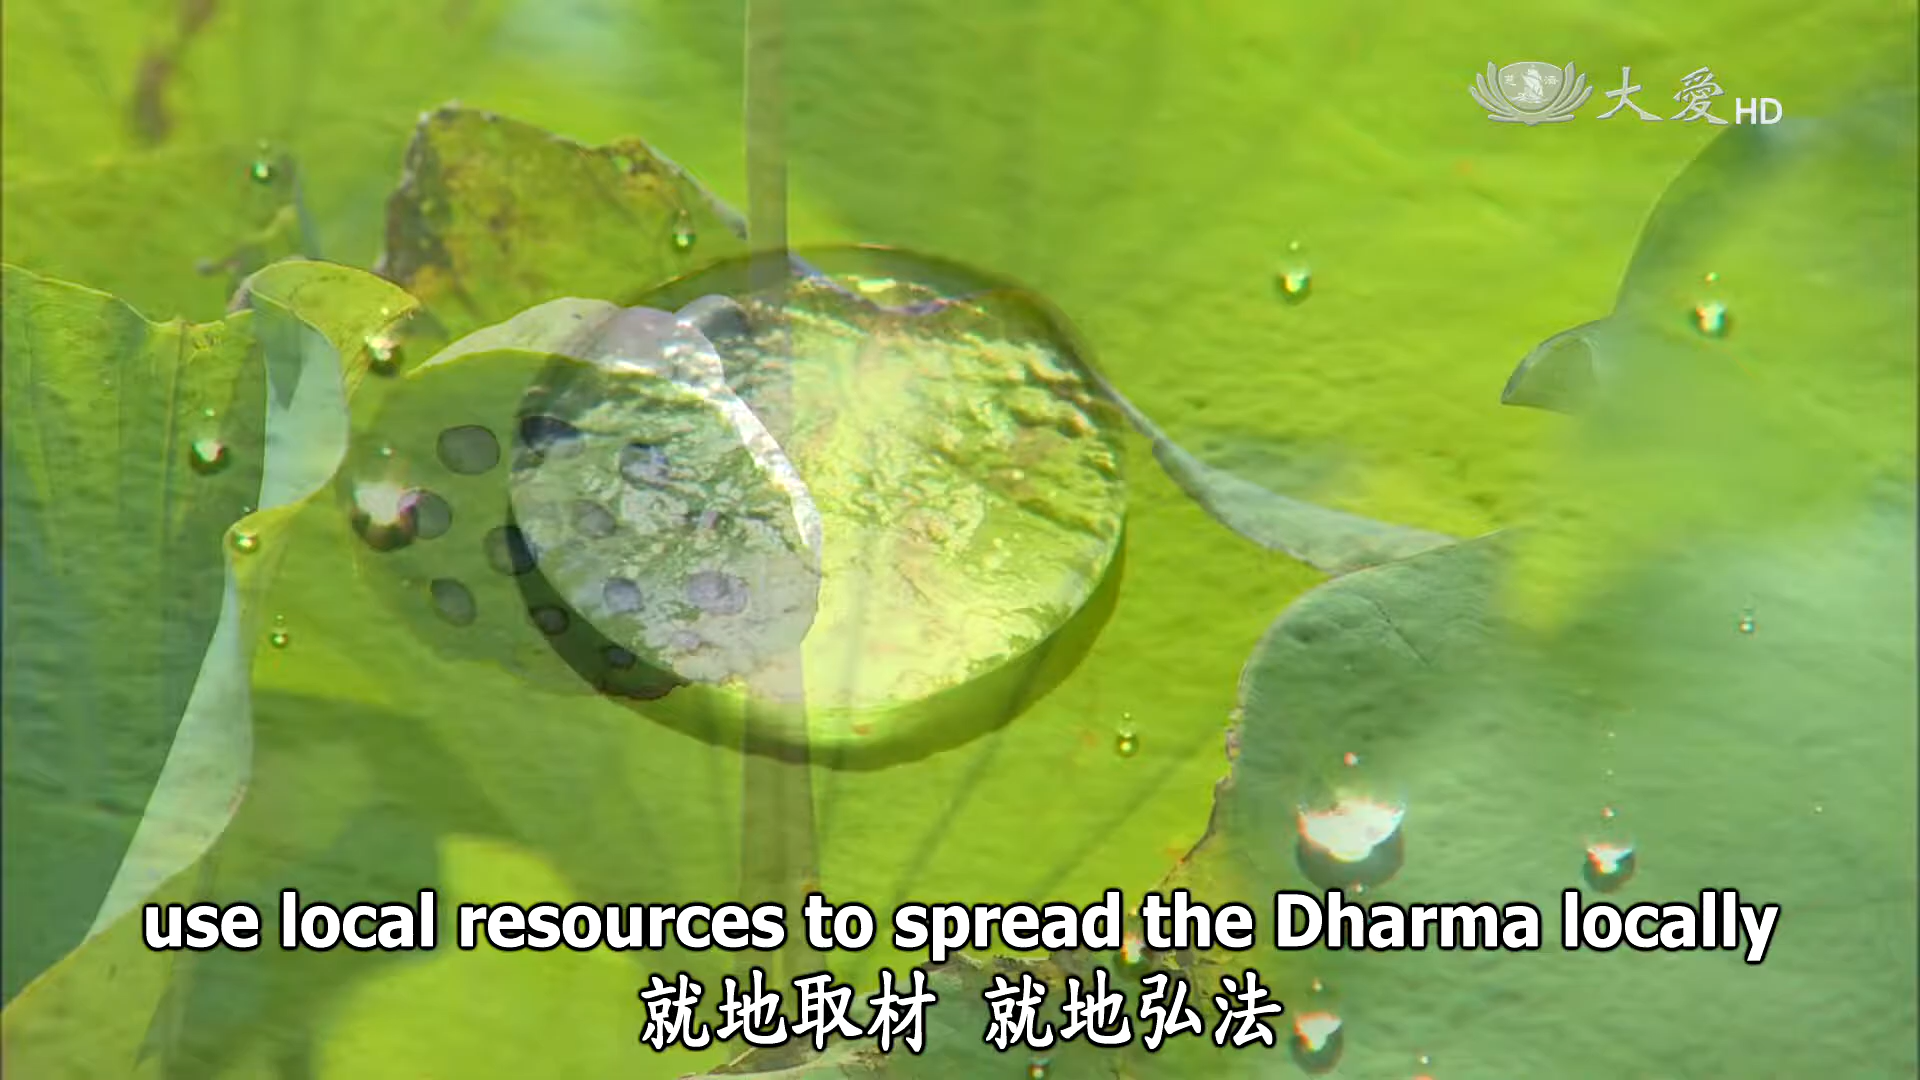 大愛HD
use local resources to spread the Dharma locally
就地取材 就地弘法